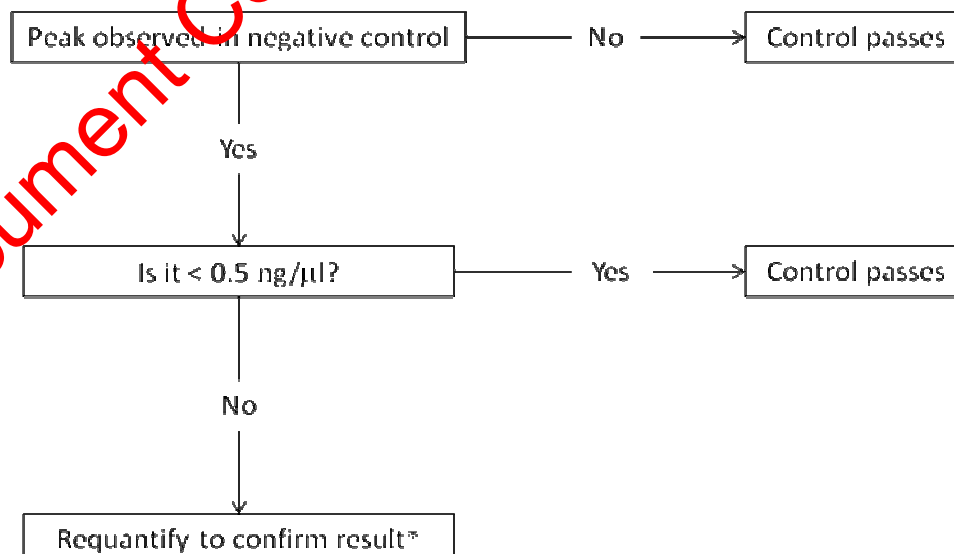 Peak observed in negative control
No
Control passes
Yes
Is it < 0.5 ng/µl?
Yes
Control passes
No
Requantify to confirm result*